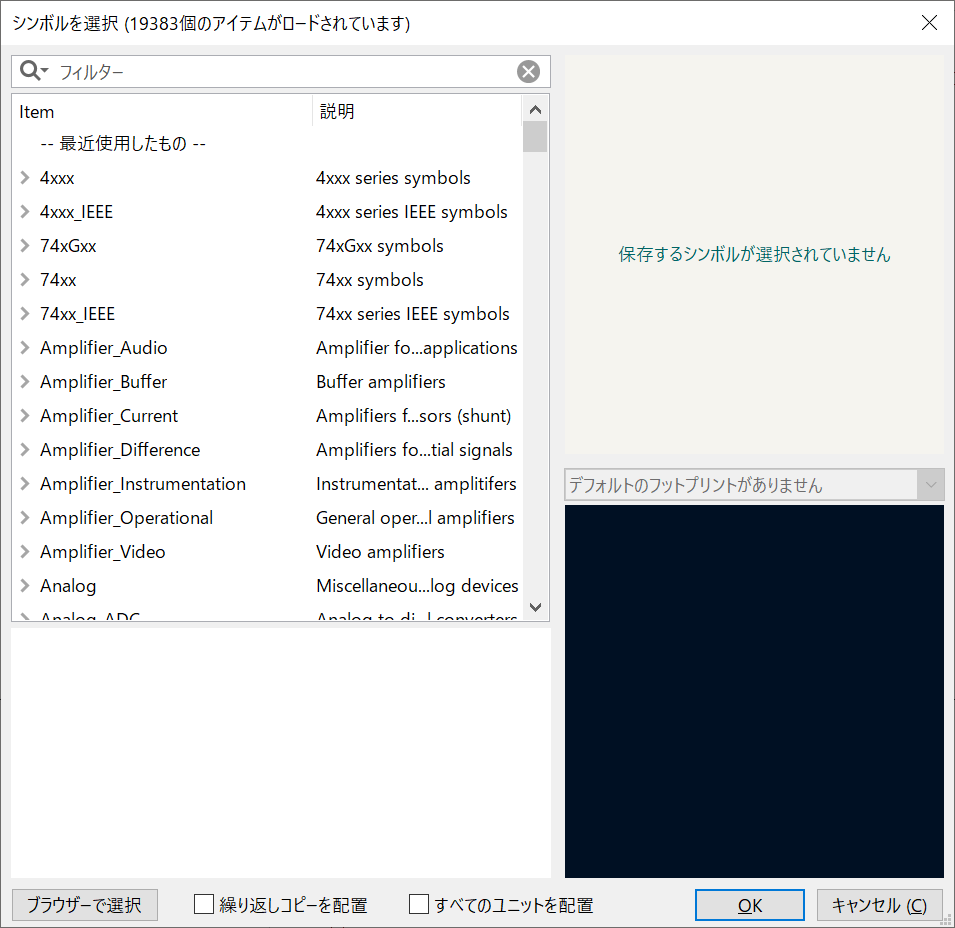 シンボルを選択 (19383個のアイテムがロードされています)
フィルター
Item 説明
-- 最近使用したもの --
4xxx 4xxx series symbols
4xxx_IEEE 4xxx series IEEE symbols
74xGxx 74xGxx symbols
74xx 74xx symbols
74xx_IEEE 74xx series IEEE symbols
Amplifier_Audio Amplifier fo...applications
Amplifier_Buffer Buffer amplifiers
Amplifier_Current Amplifiers f...sors (shunt)
Amplifier_Difference Amplifiers fo...tial signals
Amplifier_Instrumentation Instrumentat... amplitifers
Amplifier_Operational General oper...l amplifiers
Amplifier_Video Video amplifiers
Analog Miscellaneou...log devices
Analog_ADC Analog to di...l converters
保存するシンボルが選択されていません
デフォルトのフットプリントがありません
ブラウザーで選択
繰り返しコピーを配置
すべてのユニットを配置
OK
キャンセル (C)